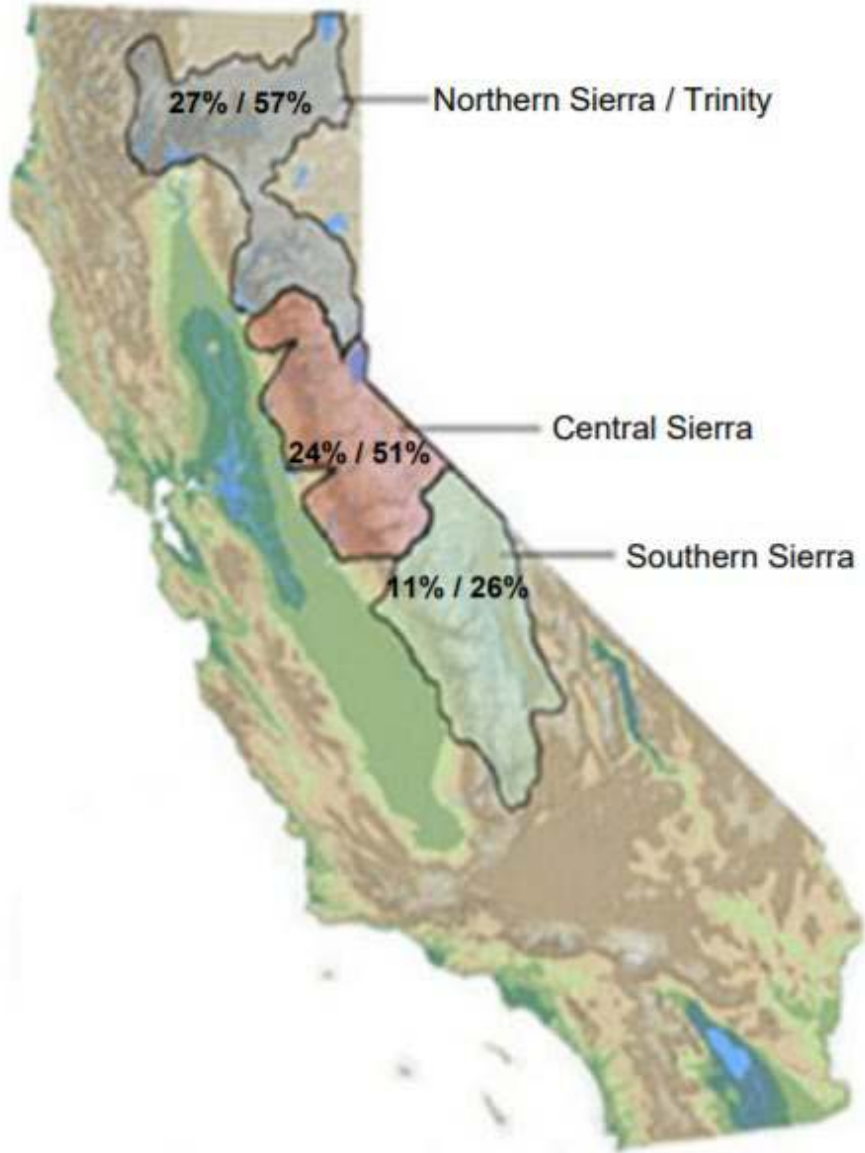 27% / 57%
Northern Sierra / Trinity
24% / 51%
Central Sierra
11% / 26%
Southern Sierra